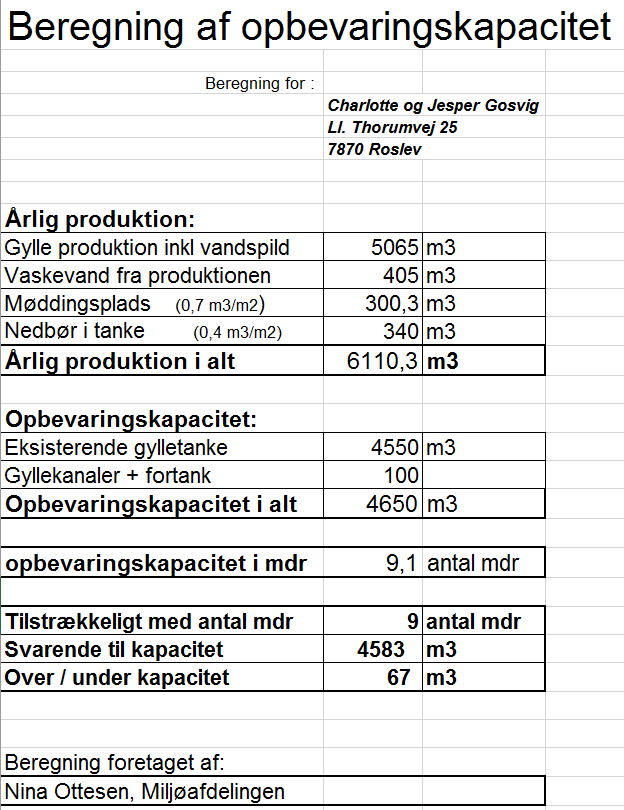 Beregning af opbevaringskapacitet
Beregning for :
Charlotte og Jesper Gosvig
Ll. Thorumvej 25
7870 Roslev
Årlig produktion:
Gylle produktion inkl vandspild 5065 m3
Vaskevand fra produktionen 405 m3
Møddingsplads (0,7 m3/m2) 300,3 m3
Nedbør i tanke (0,4 m3/m2) 340 m3
Årlig produktion i alt 6110,3 m3
Opbevaringskapacitet:
Eksisterende gylletanke 4550 m3
Gyllekanaler + fortank 100
Opbevaringskapacitet i alt 4650 m3
opbevaringskapacitet i mdr 9,1 antal mdr
Tilstrækkeligt med antal mdr 9 antal mdr
Svarende til kapacitet 4583 m3
Over / under kapacitet 67 m3
Beregning foretaget af:
Nina Ottesen, Miljøafdelingen